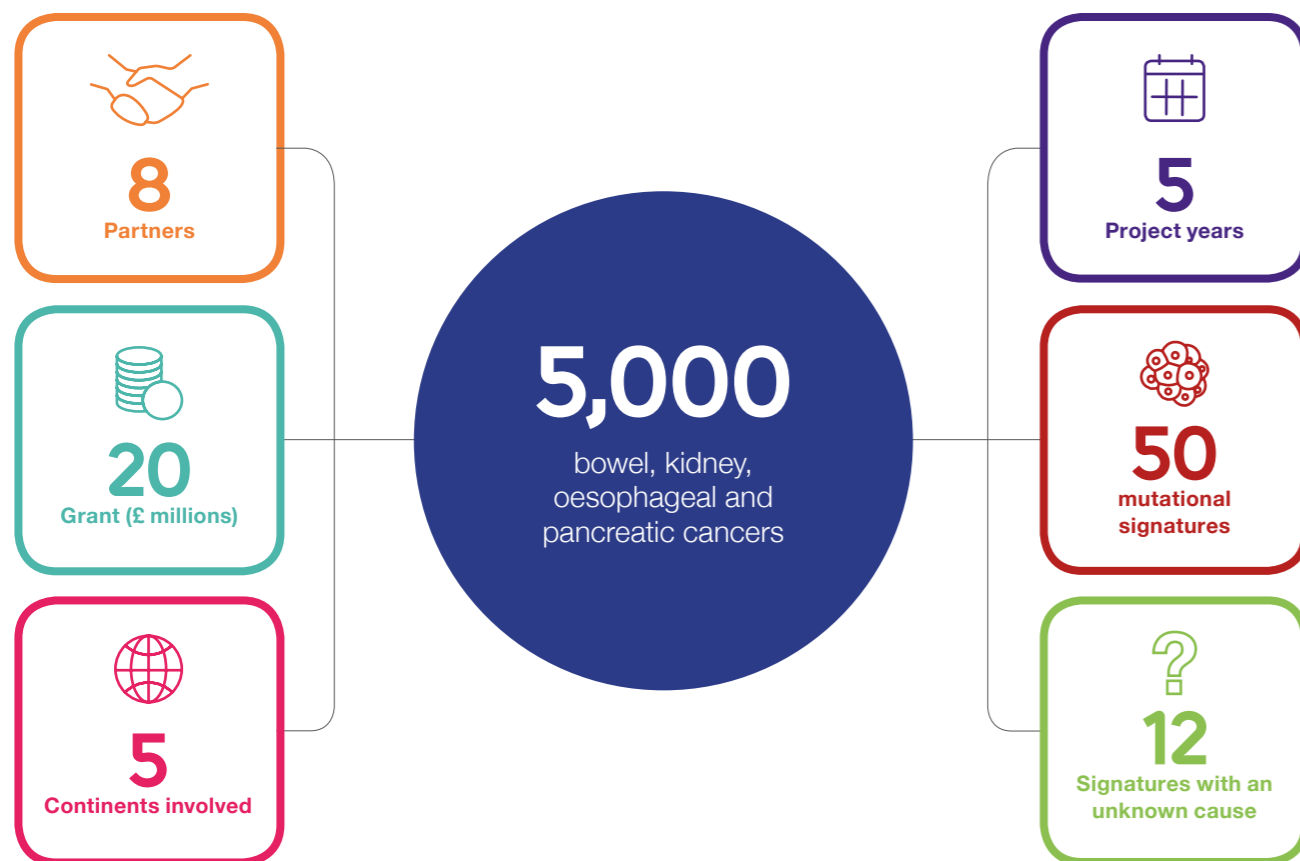 8
Partners
20
Grant (£ millions)
5
Continents involved
5,000
bowel, kidney,
oesophageal and
pancreatic cancers
5
Project years
50
mutational
signatures
?
12
Signatures with an
unknown cause